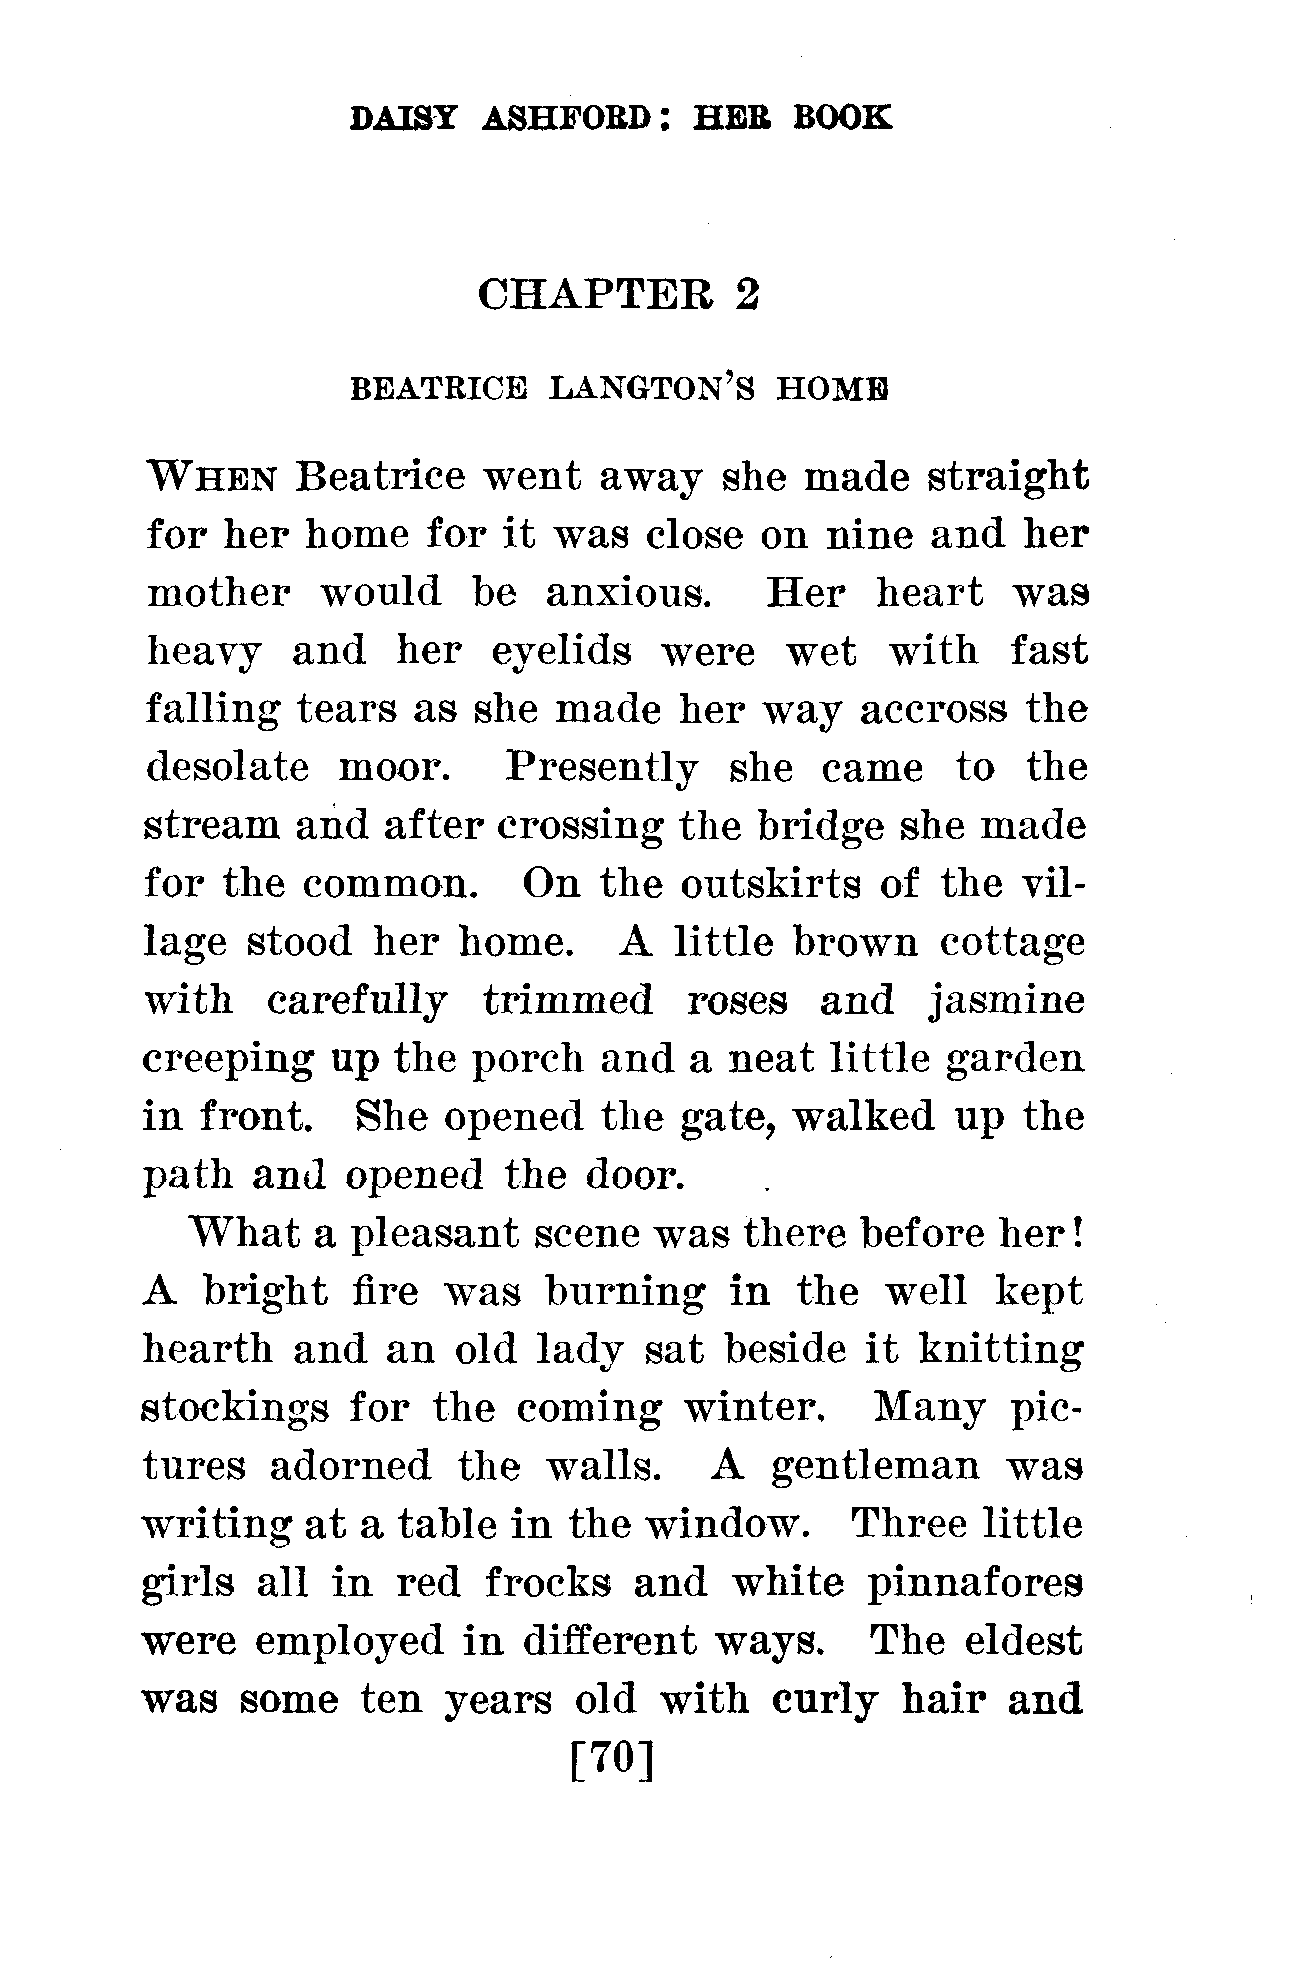 DAISY ASHFORD: HER BOOK
CHAPTER 2
BEATRICE LANGTON'S HOME
WHEN Beatrice went away she made straight
for her home for it was close on nine and her
mother would be anxious. Her heart was
heavy and her eyelids were wet with fast
falling tears as she made her way accross the
desolate moor. Presently she came to the
stream and after crossing the bridge she made
for the common. On the outskirts of the vil-
lage stood her home. A little brown cottage
with carefully trimmed roses and jasmine
creeping up the porch and a neat little garden
in front. She opened the gate, walked up the
path and opened the door.
What a pleasant scene was there before her!
A bright fire was burning in the well kept
hearth and an old lady sat beside it knitting
stockings for the coming winter. Many pic-
tures adorned the walls. A gentleman was
writing at a table in the window. Three little
girls all in red frocks and white pinnafores
were employed in different ways. The eldest
was some ten years old with curly hair and
[70]